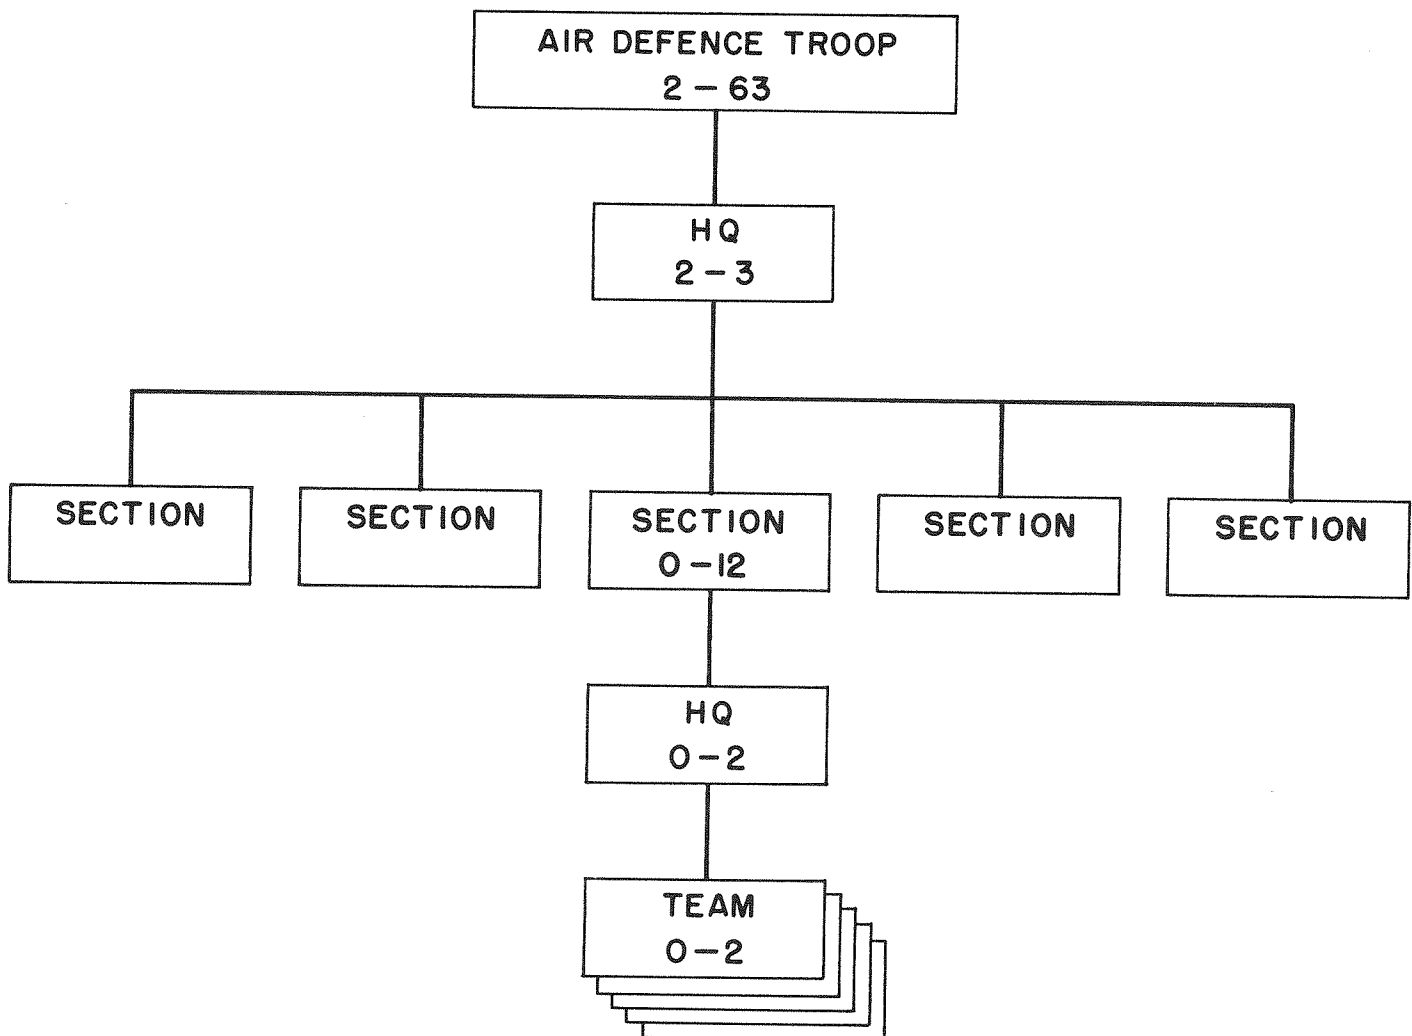 AIR DEFENCE TROOP
2 - 63
HQ
2 - 3
SECTION
SECTION
SECTION
0 - 12
SECTION
SECTION
HQ
0 - 2
TEAM
0 - 2